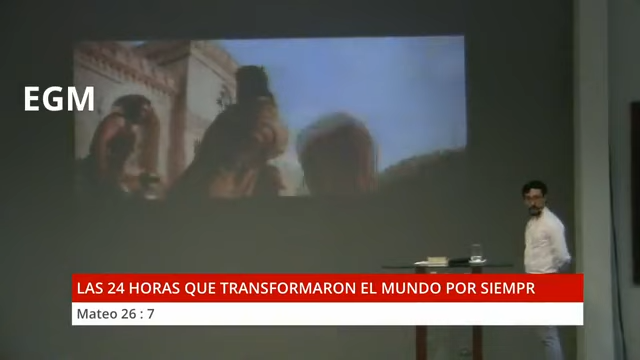 EGM
LAS 24 HORAS QUE TRANSFORMARON EL MUNDO POR SIEMPR
Mateo 26 : 7